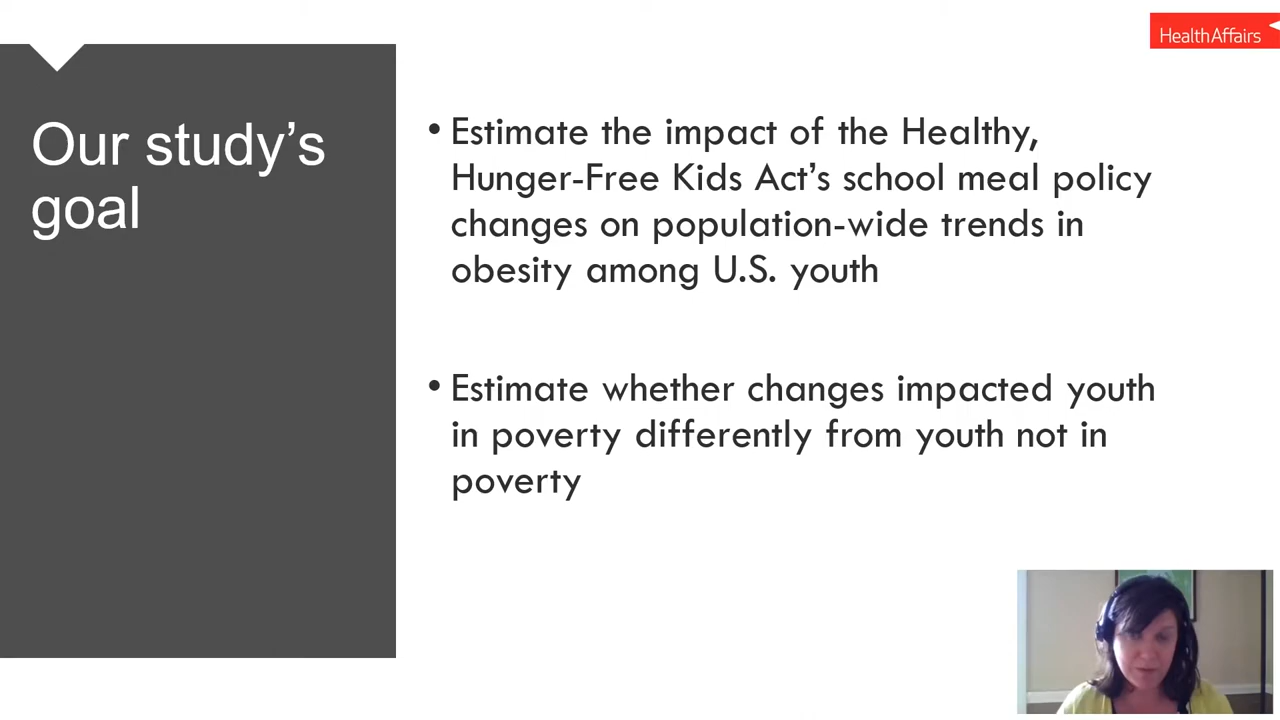 HealthAffairs
Our study’s
goal
• Estimate the impact of the Healthy,
Hunger-Free Kids Act’s school meal policy
changes on population-wide trends in
obesity among U.S. youth
• Estimate whether changes impacted youth
in poverty differently from youth not in
poverty